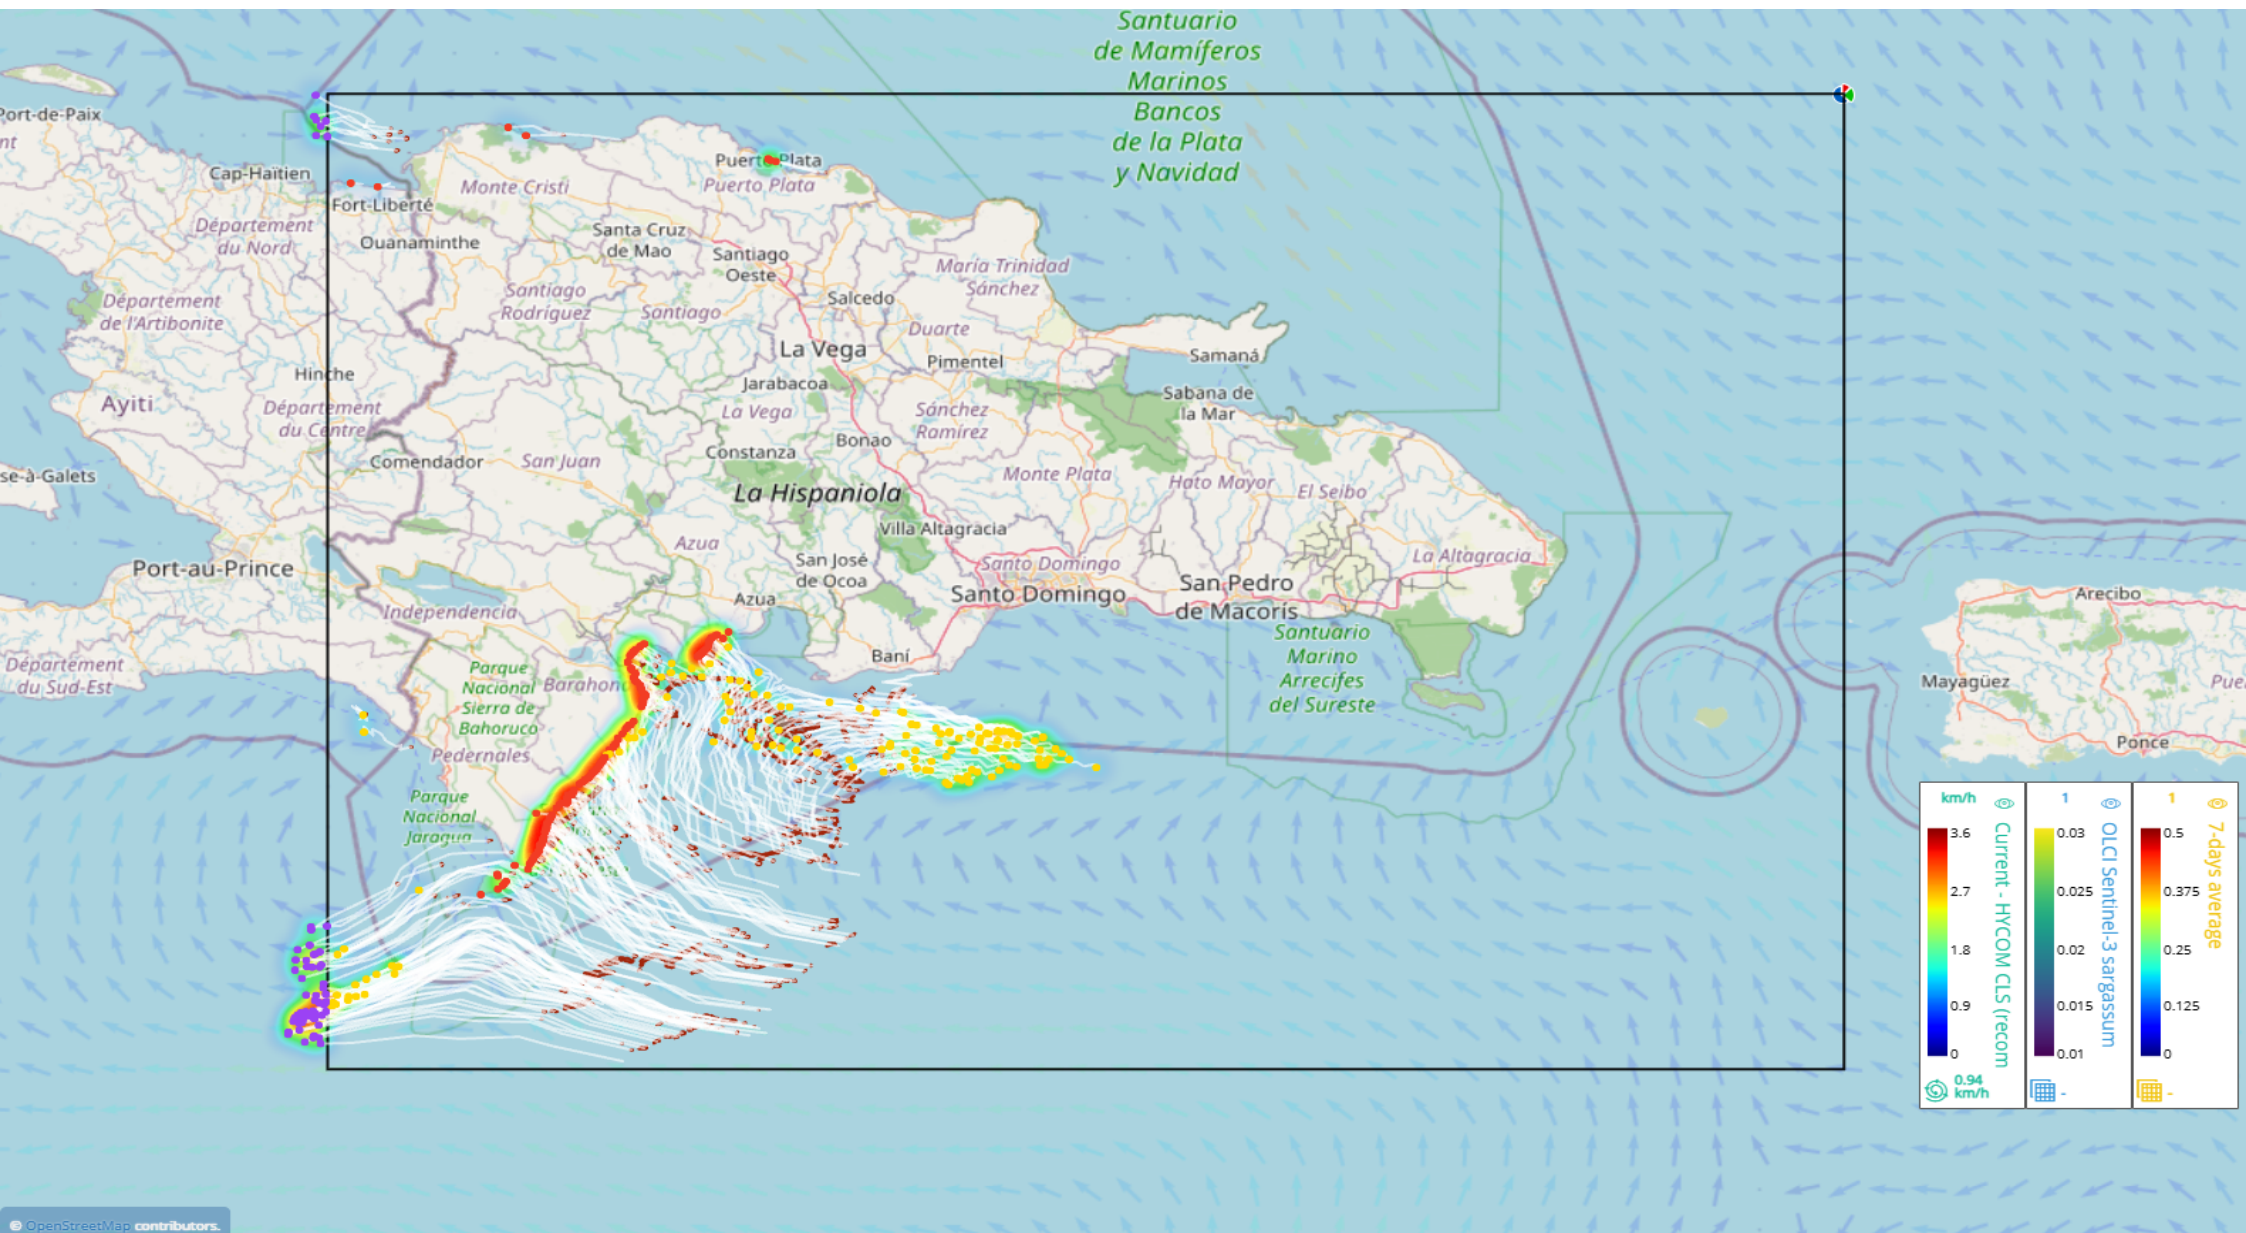 Santuario
de Mamíferos
Marinos
Bancos
de la Plata
y Navidad
Port-de-Paix
nt
Cap-Haïtien
Fort-Liberté
Monte Cristi
Puerto Plata
Puerto Plata
Département
du Nord
Ouanaminthe
Santa Cruz
de Mao
Santiago
Oeste
María Trinidad
Sánchez
Département
de l'Artibonite
Santiago
Rodríguez
Santiago
Salcedo
Duarte
La Vega
Pimentel
Samaná
Hinche
Jarabacoa
Sabana de
la Mar
Ayiti
Département
du Centre
La Vega
Sánchez
Ramírez
Bonao
Constanza
Comendador
San Juan
se-à-Galets
Monte Plata
Hato Mayor
El Seibo
La Hispaniola
Villa Altagracia
Azua
San José
de Ocoa
Santo Domingo
La Altagracia
Port-au-Prince
Azua
Santo Domingo
San Pedro
de Macorís
Arecibo
Independencia
Département
du Sud-Est
Parque
Nacional
Sierra de
Bahoruco
Barahona
Baní
Santuario
Marino
Arrecifes
del Sureste
Mayagüez
Pue
Pedernales
Ponce
Parque
Nacional
Jaragua
km/h
3.6
2.7
1.8
0.9
0
0.94
km/h
Current - HYCOM CLS (recom
1
0.03
0.025
0.02
0.015
0.01
-
OLCI Sentinel-3 sargassum
1
0.5
0.375
0.25
0.125
0
-
7-days average
© OpenStreetMap contributors.